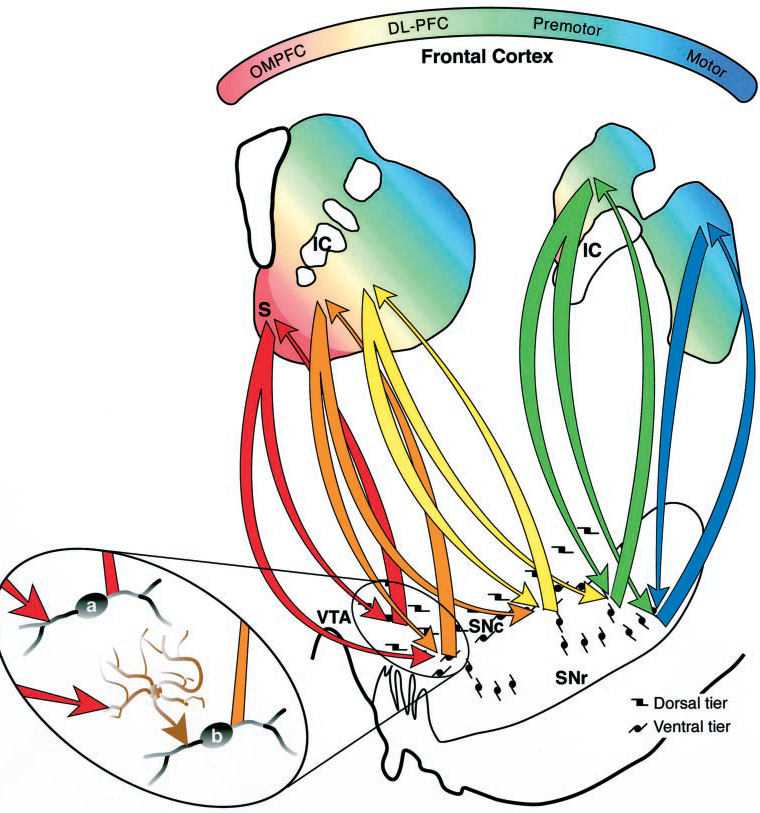 OMPFC
DL-PFC
Premotor
Motor
Frontal Cortex
IC
IC
S
VTA
SNc
SNr
a
b
Dorsal tier
Ventral tier